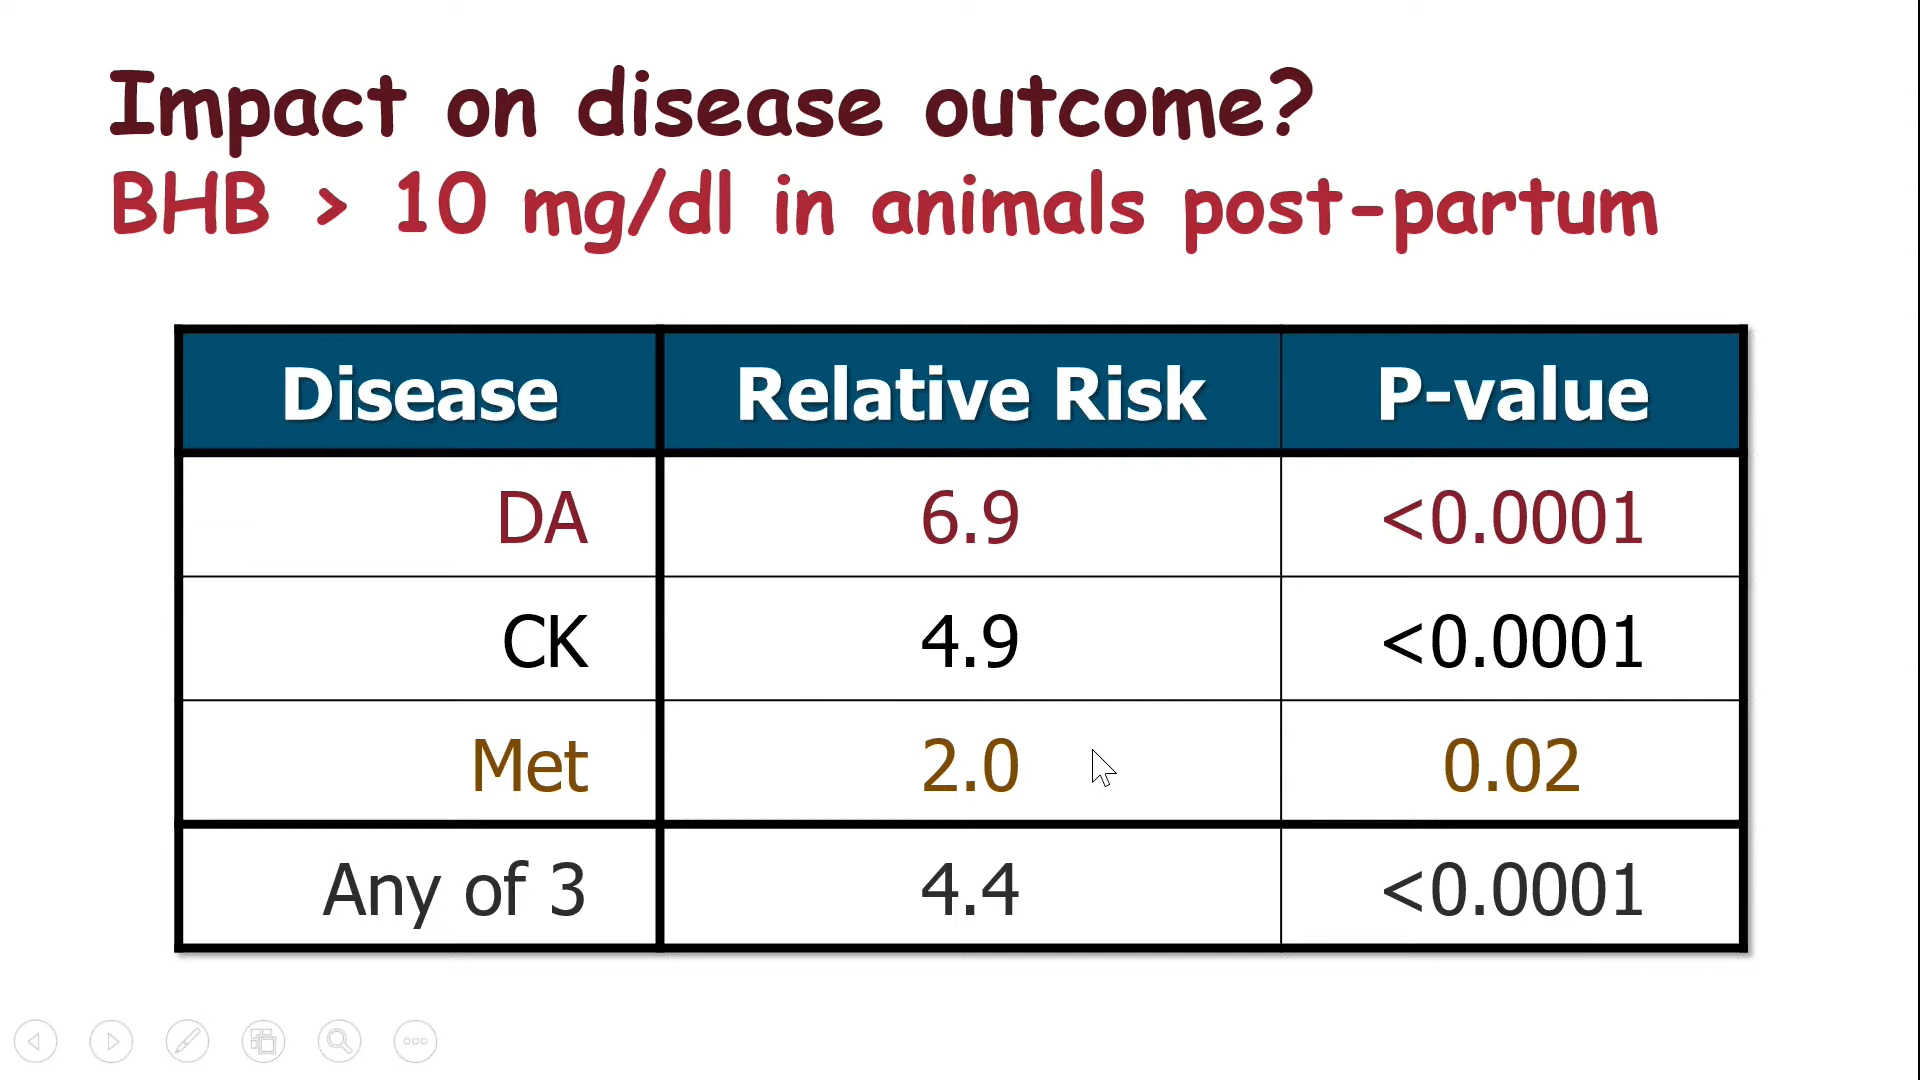 Impact on disease outcome?
BHB > 10 mg/dl in animals post-partum
Disease Relative Risk P-value
DA 6.9 <0.0001
CK 4.9 <0.0001
Met 2.0 0.02
Any of 3 4.4 <0.0001